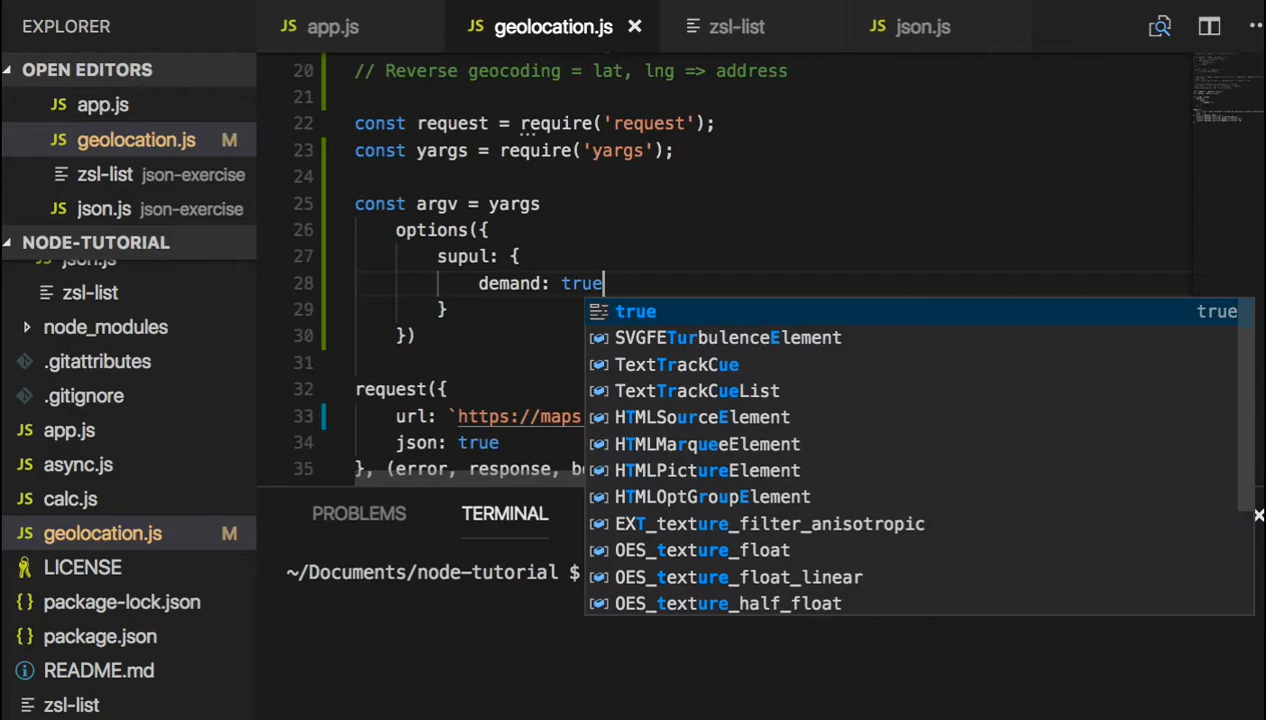 EXPLORER
OPEN EDITORS
JS app.js
JS geolocation.js M
zsl-list json-exercise
JS json.js json-exercise
NODE-TUTORIAL
JS json.js
zsl-list
node_modules
.gitattributes
.gitignore
JS app.js
JS async.js
JS calc.js
JS geolocation.js M
LICENSE
{} package-lock.json
{} package.json
README.md
zsl-list
JS app.js
JS geolocation.js
zsl-list
JS json.js
20 // Reverse geocoding = lat, lng => address
21
22 const request = require('request');
23 const yargs = require('yargs');
24
25 const argv = yargs
26 options({
27 supul: {
28 demand: true
29 }
30 })
31
32 request({
33 url: `https://maps
34 json: true
35 }, (error, response, bo
true true
SVGFETurbulenceElement
TextTrackCue
TextTrackCueList
HTMLSourceElement
HTMLMarqueeElement
HTMLPictureElement
HTMLOptGroupElement
EXT_texture_filter_anisotropic
OES_texture_float
OES_texture_float_linear
OES_texture_half_float
PROBLEMS TERMINAL
~/Documents/node-tutorial $